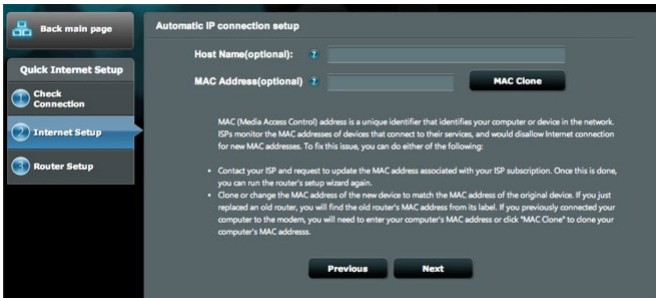 Back main page
Quick Internet Setup
1 Check
Connection
2 Internet Setup
3 Router Setup
Automatic IP connection setup
Host Name(optional): ?
MAC Address(optional) ? MAC Clone
MAC (Media Access Control) address is a unique identifier that identifies your computer or device in the network.
ISPs monitor the MAC addresses of devices that connect to their services, and would disallow Internet connection
for new MAC addresses. To fix this issue, you can do either of the following:
• Contact your ISP and request to update the MAC address associated with your ISP subscription. Once this is done,
you can run the router's setup wizard again.
• Clone or change the MAC address of the new device to match the MAC address of the original device. If you just
replaced an old router, you will find the old router's MAC address from its label. If you previously connected your
computer to the modem, you will need to enter your computer's MAC address or click "MAC Clone" to clone your
computer's MAC addresss.
Previous Next